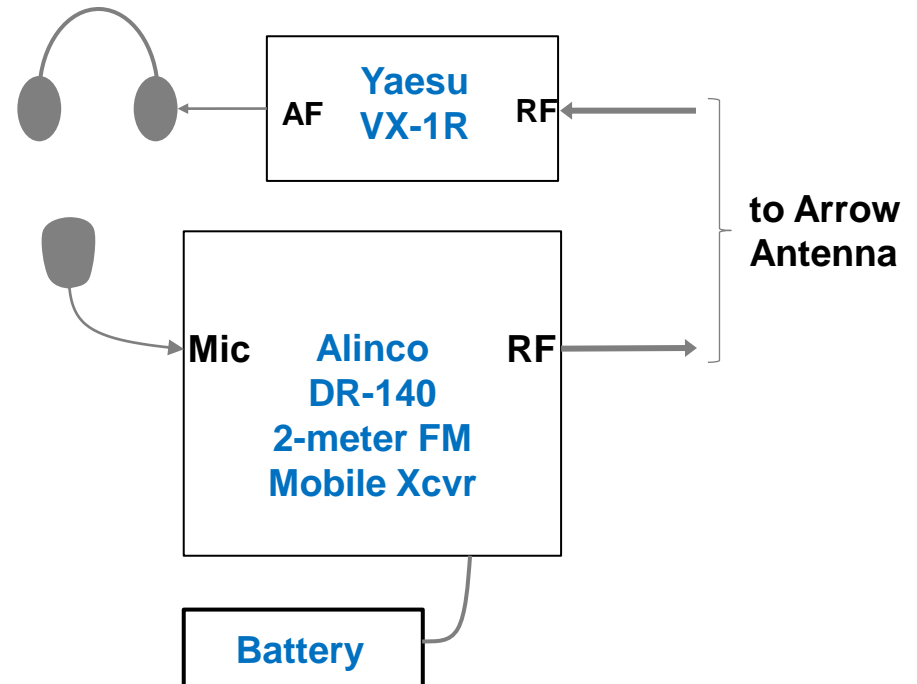 Yaesu
VX-1R
AF
RF
to Arrow
Antenna
Mic
RF
Alinco
DR-140
2-meter FM
Mobile Xcvr
Battery